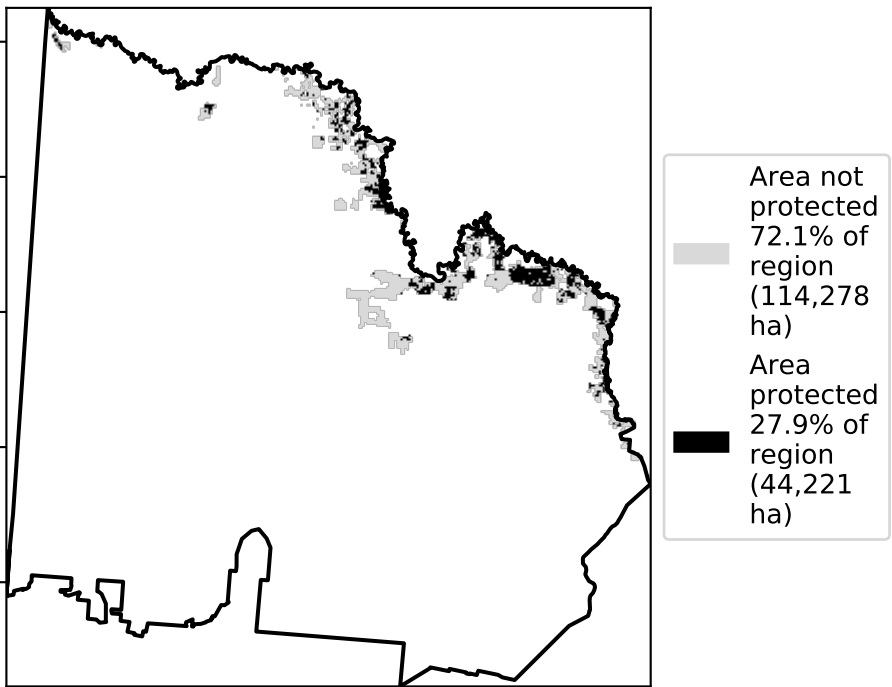 Area not
protected
72.1% of
region
(114,278
ha)
Area
protected
27.9% of
region
(44,221
ha)